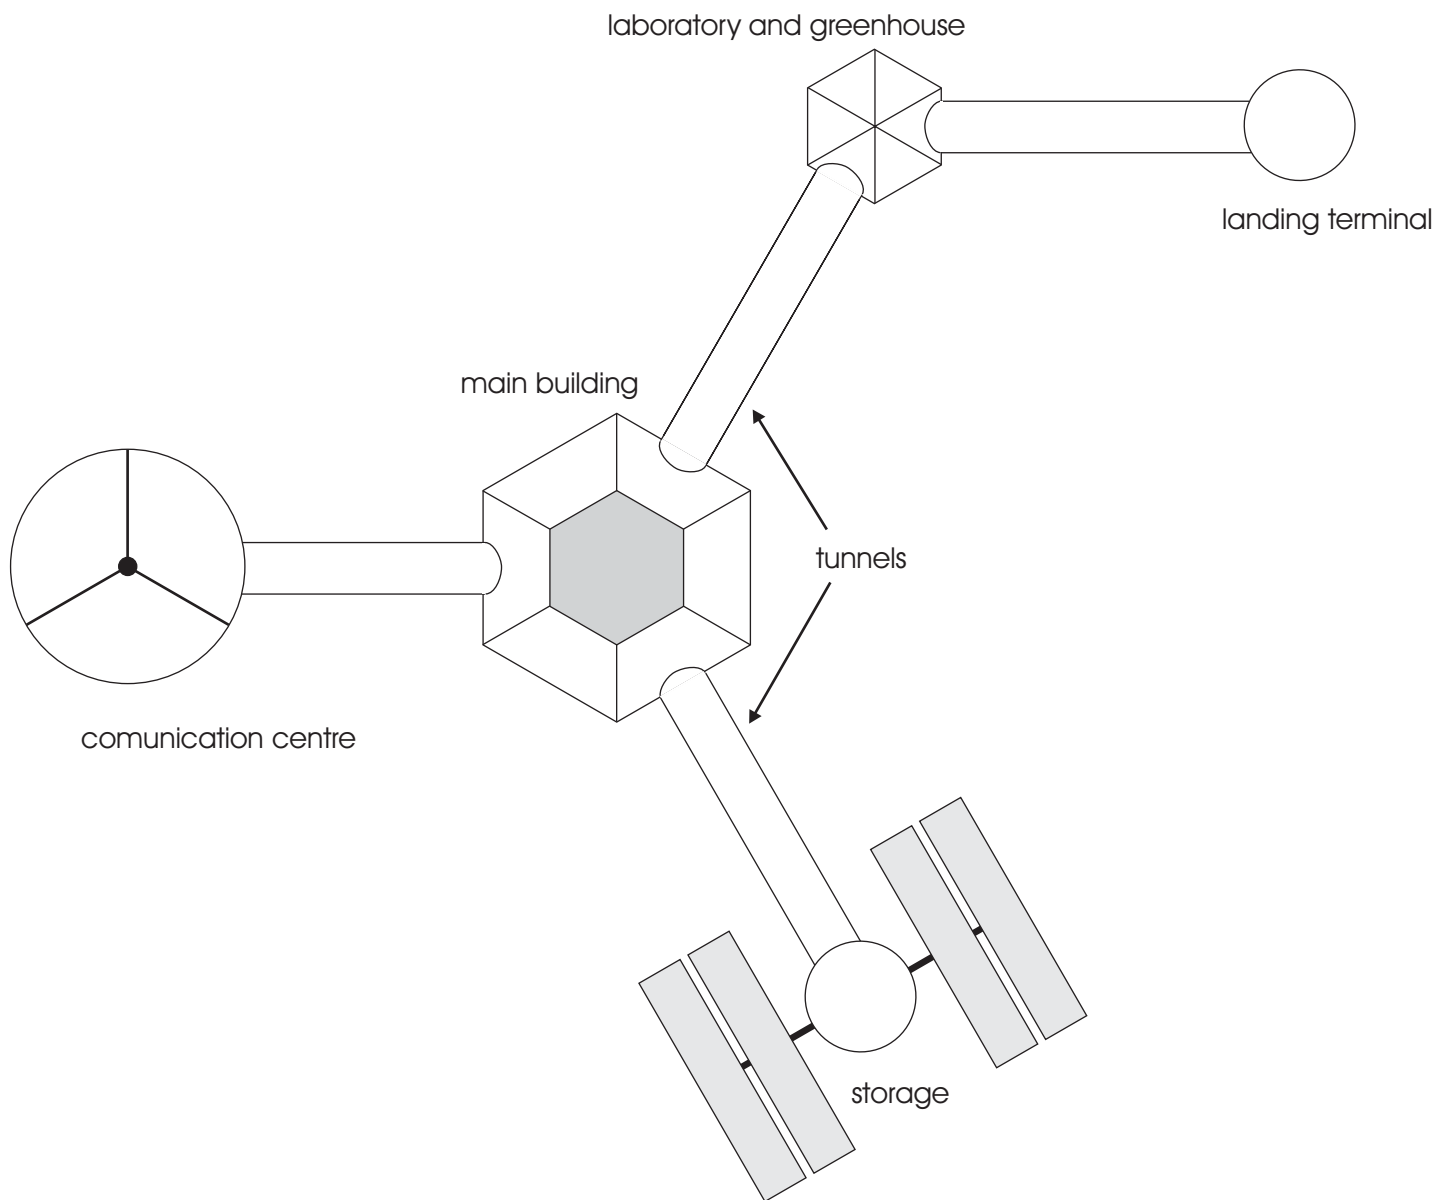 laboratory and greenhouse
landing terminal
main building
tunnels
comunication centre
storage